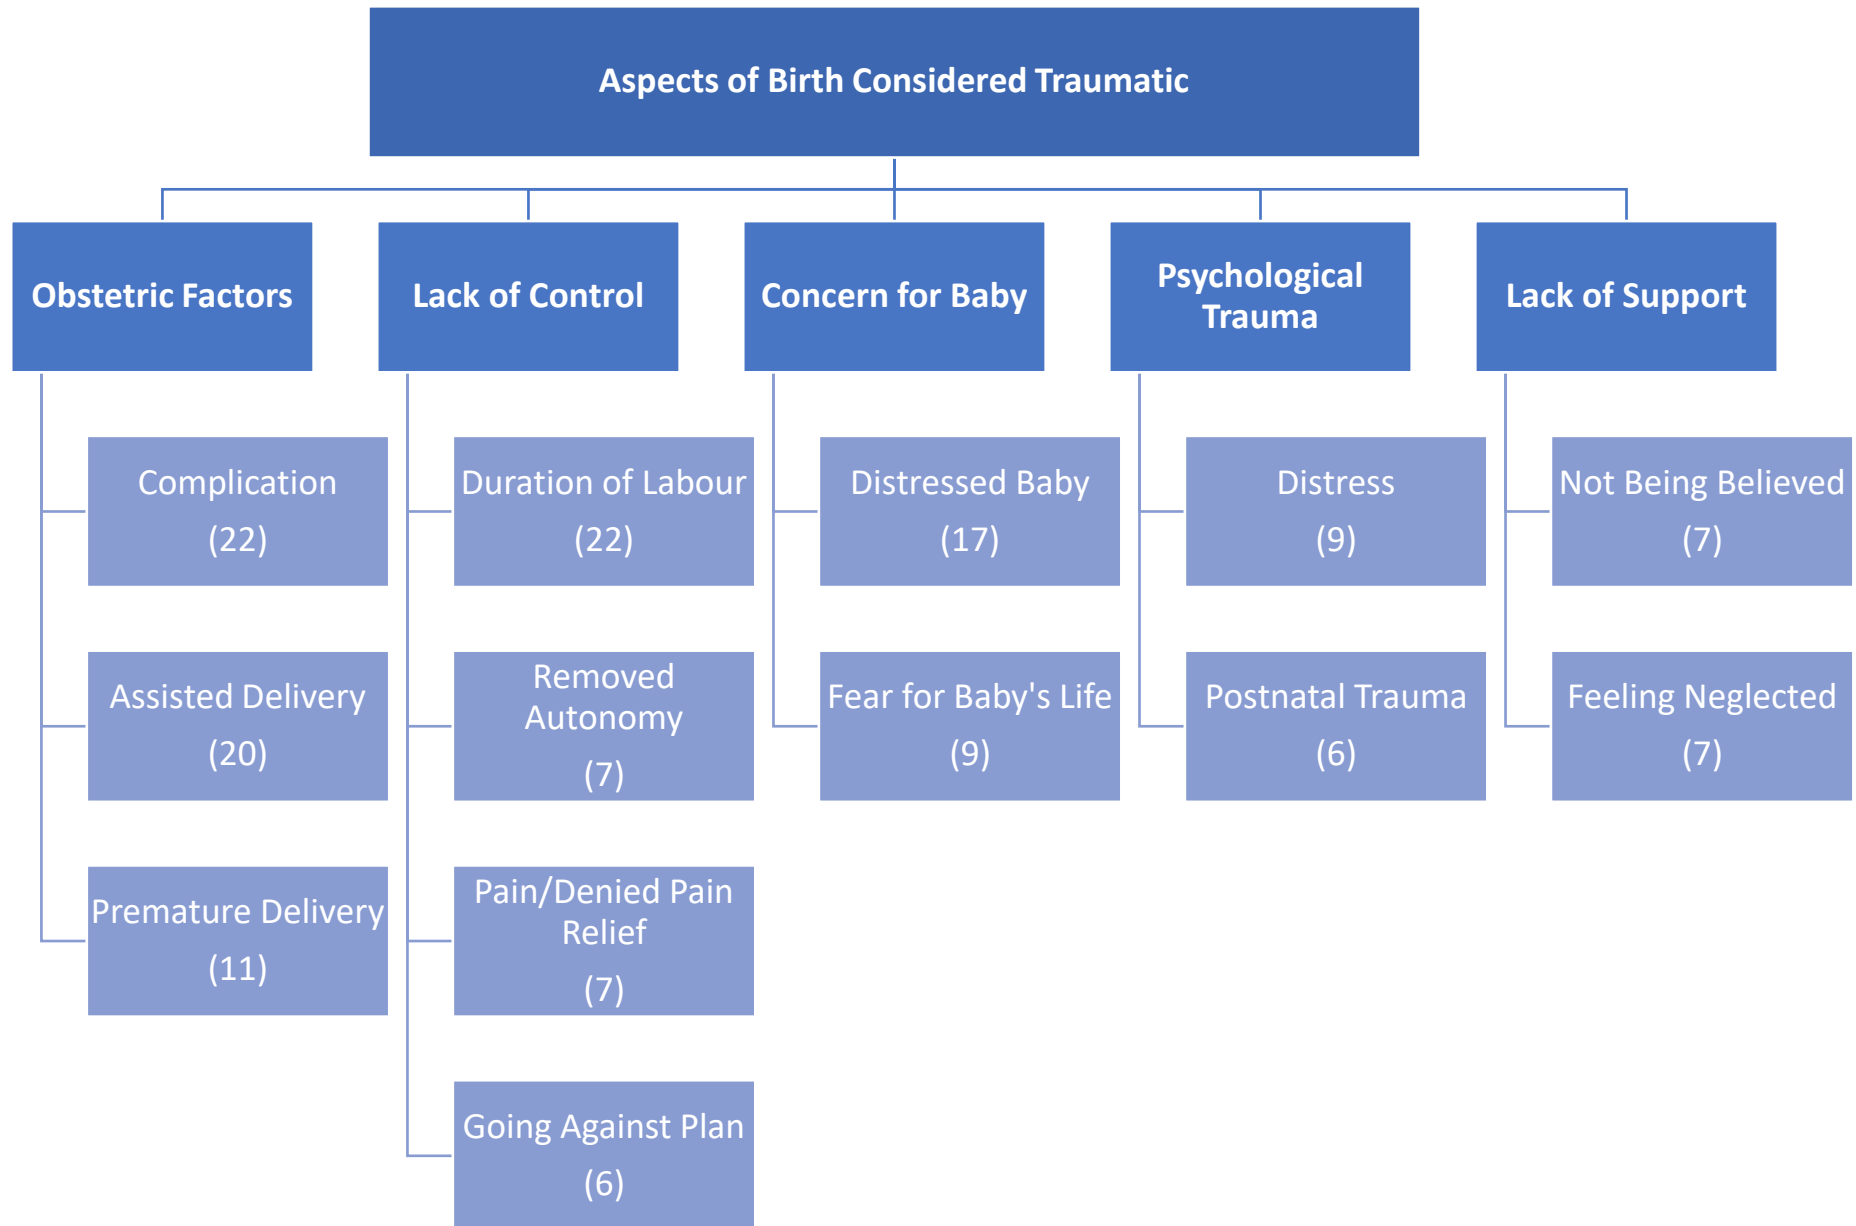 Aspects of Birth Considered Traumatic
Obstetric Factors
Complication
(22)
Assisted Delivery
(20)
Premature Delivery
(11)
Lack of Control
Duration of Labour
(22)
Removed
Autonomy
(7)
Pain/Denied Pain
Relief
(7)
Going Against Plan
(6)
Concern for Baby
Distressed Baby
(17)
Fear for Baby's Life
(9)
Psychological
Trauma
Distress
(9)
Postnatal Trauma
(6)
Lack of Support
Not Being Believed
(7)
Feeling Neglected
(7)